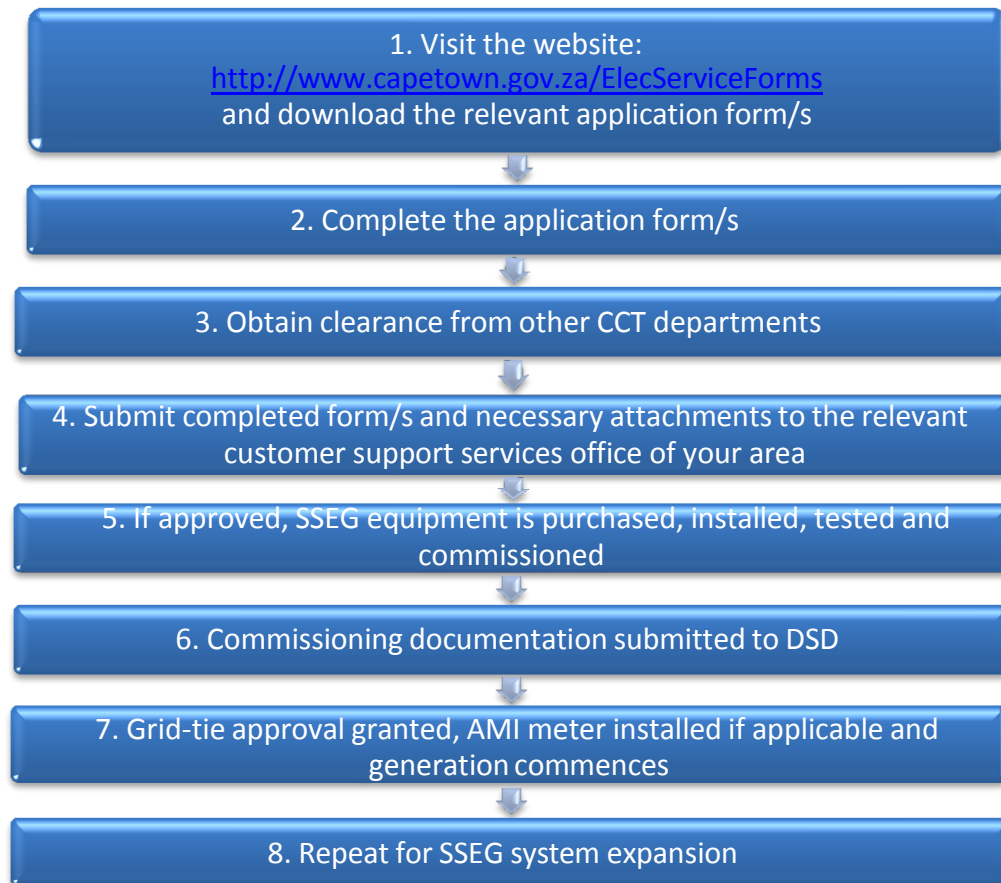 1. Visit the website:
http://www.capetown.gov.za/ElecServiceForms
and download the relevant application form/s
2. Complete the application form/s
3. Obtain clearance from other CCT departments
4. Submit completed form/s and necessary attachments to the relevant
customer support services office of your area
5. If approved, SSEG equipment is purchased, installed, tested and
commissioned
6. Commissioning documentation submitted to DSD
7. Grid-tie approval granted, AMI meter installed if applicable and
generation commences
8. Repeat for SSEG system expansion